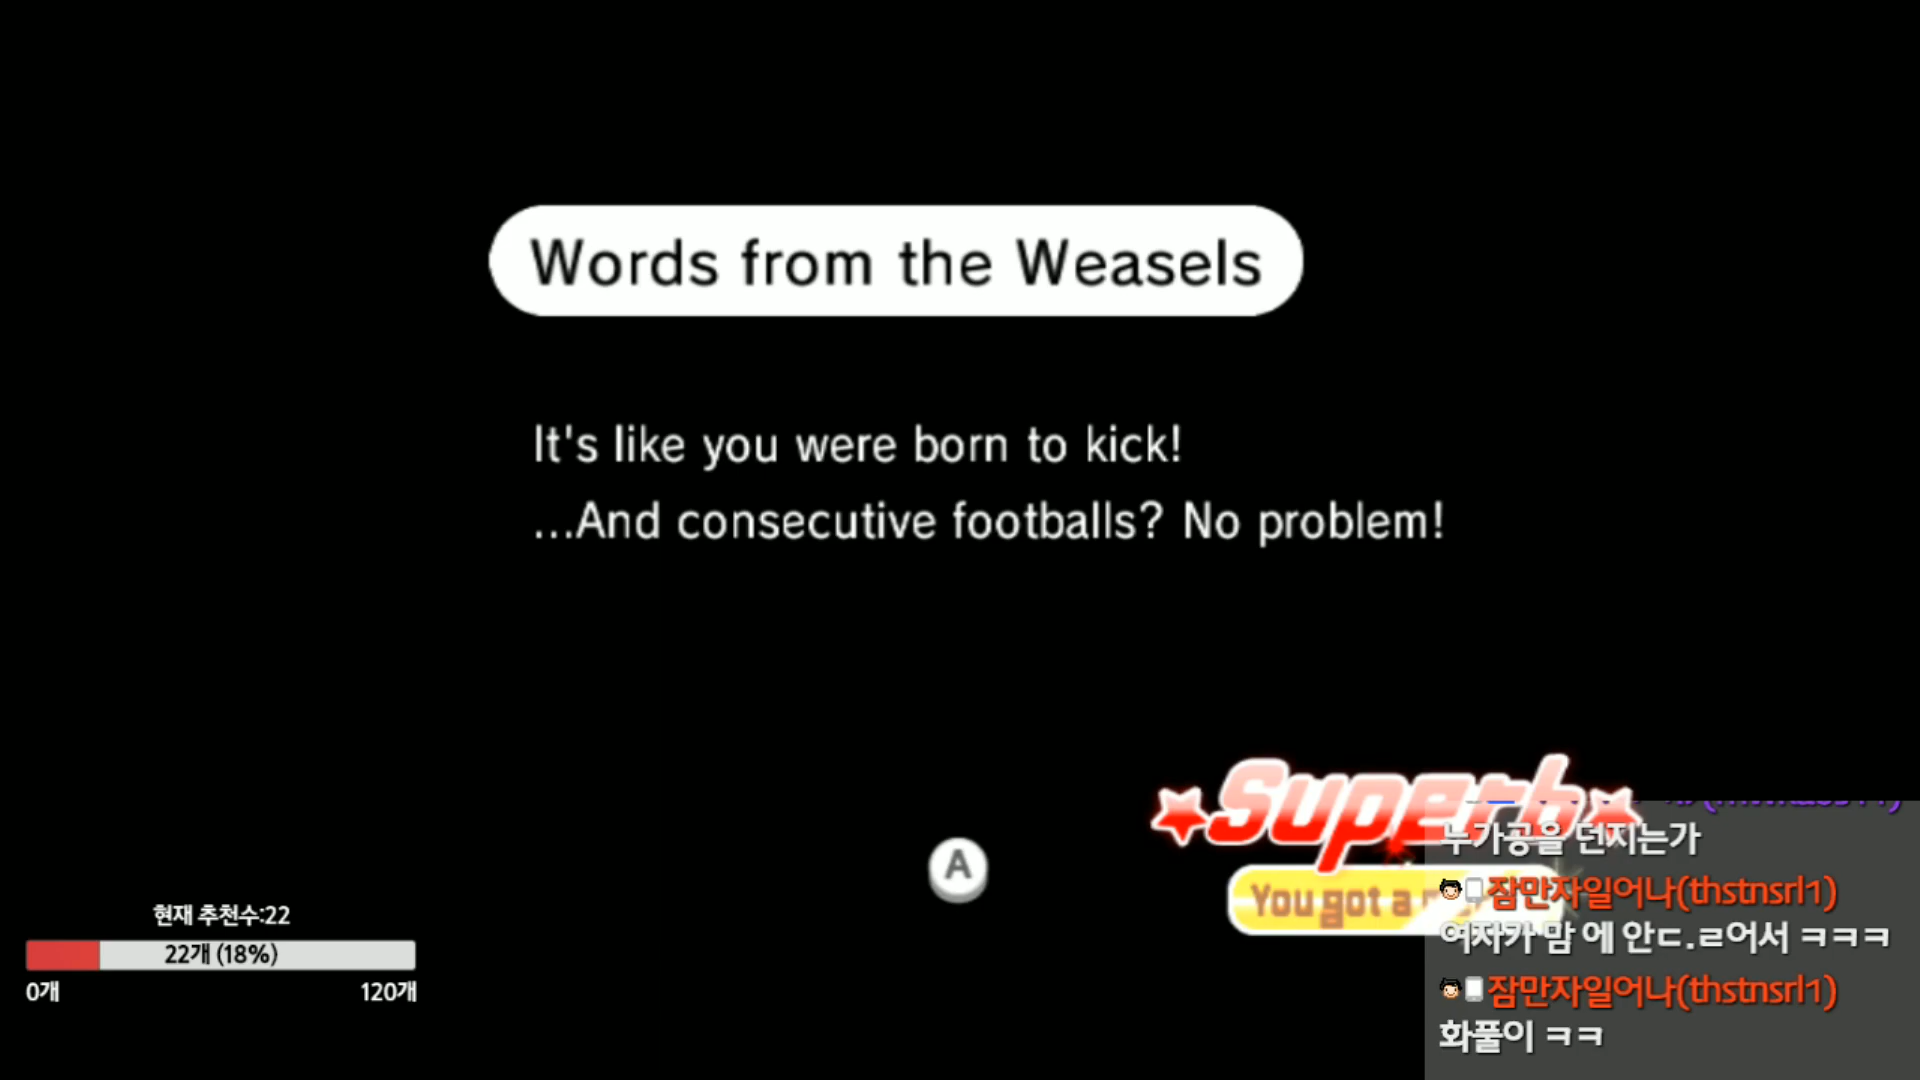 Words from the Weasels
It's like you were born to kick!
...And consecutive footballs? No problem!
Superb
You got a
A
현재 추천수:22
22개 (18%)
0개
120개
누가공을 던지는가
잠만자일어나(thstnsrl1)
여자가 맘 에 안ㄷ.ㄹ어서 ㅋㅋㅋ
잠만자일어나(thstnsrl1)
화풀이 ㅋㅋ